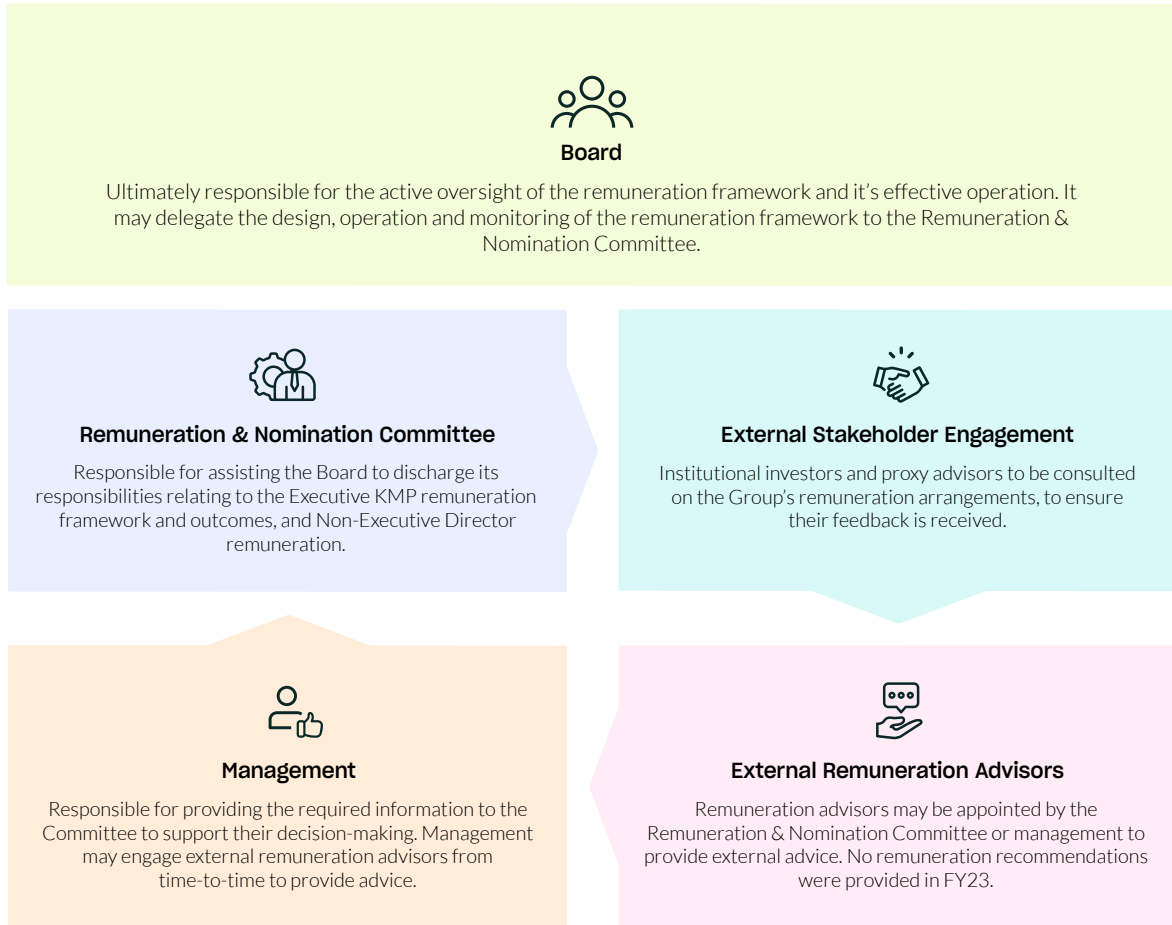 Board
Ultimately responsible for the active oversight of the remuneration framework and it's effective operation. It
may delegate the design, operation and monitoring of the remuneration framework to the Remuneration &
Nomination Committee.
Remuneration & Nomination Committee
Responsible for assisting the Board to discharge its
responsibilities relating to the Executive KMP remuneration
framework and outcomes, and Non-Executive Director
remuneration.
External Stakeholder Engagement
Institutional investors and proxy advisors to be consulted
on the Group's remuneration arrangements, to ensure
their feedback is received.
Management
Responsible for providing the required information to the
Committee to support their decision-making. Management
may engage external remuneration advisors from
time-to-time to provide advice.
External Remuneration Advisors
Remuneration advisors may be appointed by the
Remuneration & Nomination Committee or management to
provide external advice. No remuneration recommendations
were provided in FY23.